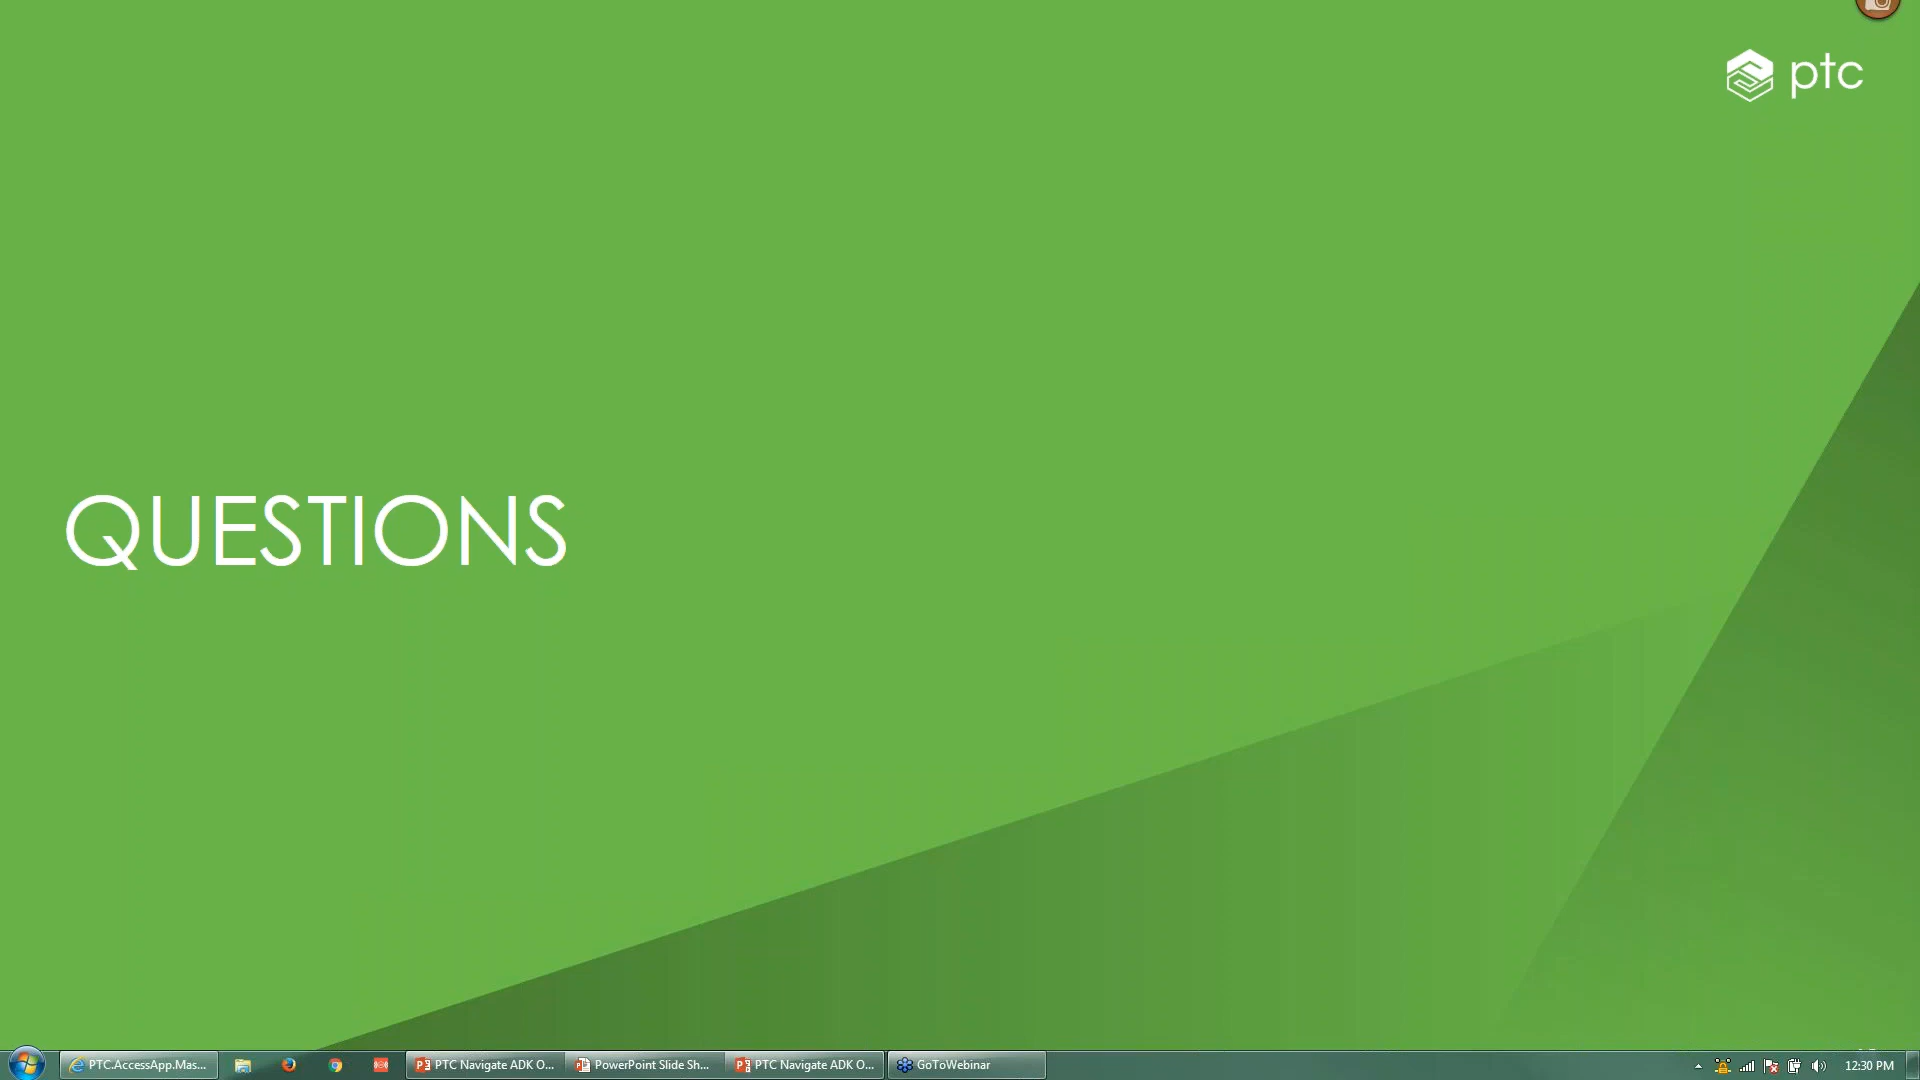 ptc
QUESTIONS
PTC.AccessApp.Mas...
PTC Navigate ADK O...
PowerPoint Slide Sh...
PTC Navigate ADK O...
GoToWebinar
12:30 PM